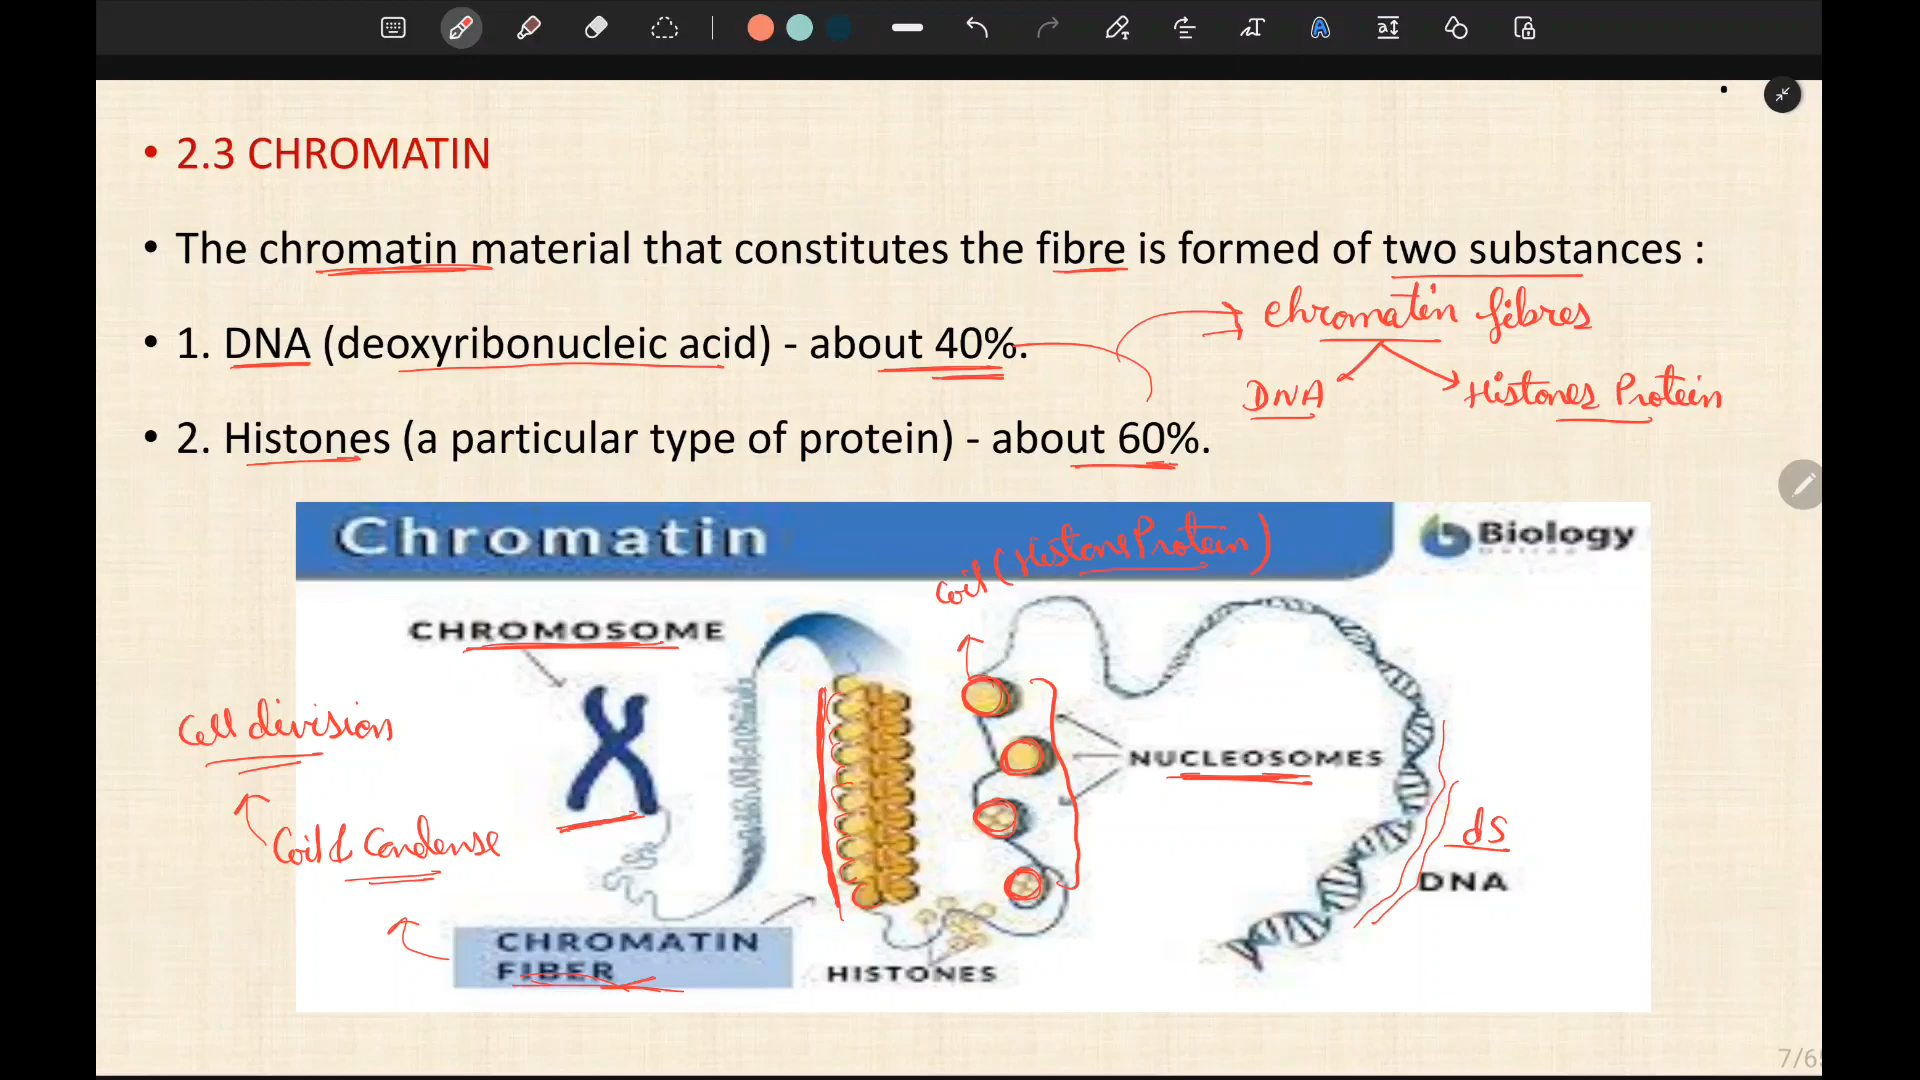 • 2.3 CHROMATIN
• The chromatin material that constitutes the fibre is formed of two substances :
chromatin fibres
• 1. DNA (deoxyribonucleic acid) - about 40%.
DNA
Histones Protein
• 2. Histones (a particular type of protein) - about 60%.
Chromatin
Biology
coil (Histone Protein)
CHROMOSOME
Cell division
NUCLEOSOMES
Coil & Condense
ds
DNA
CHROMATIN
FIBER
HISTONES